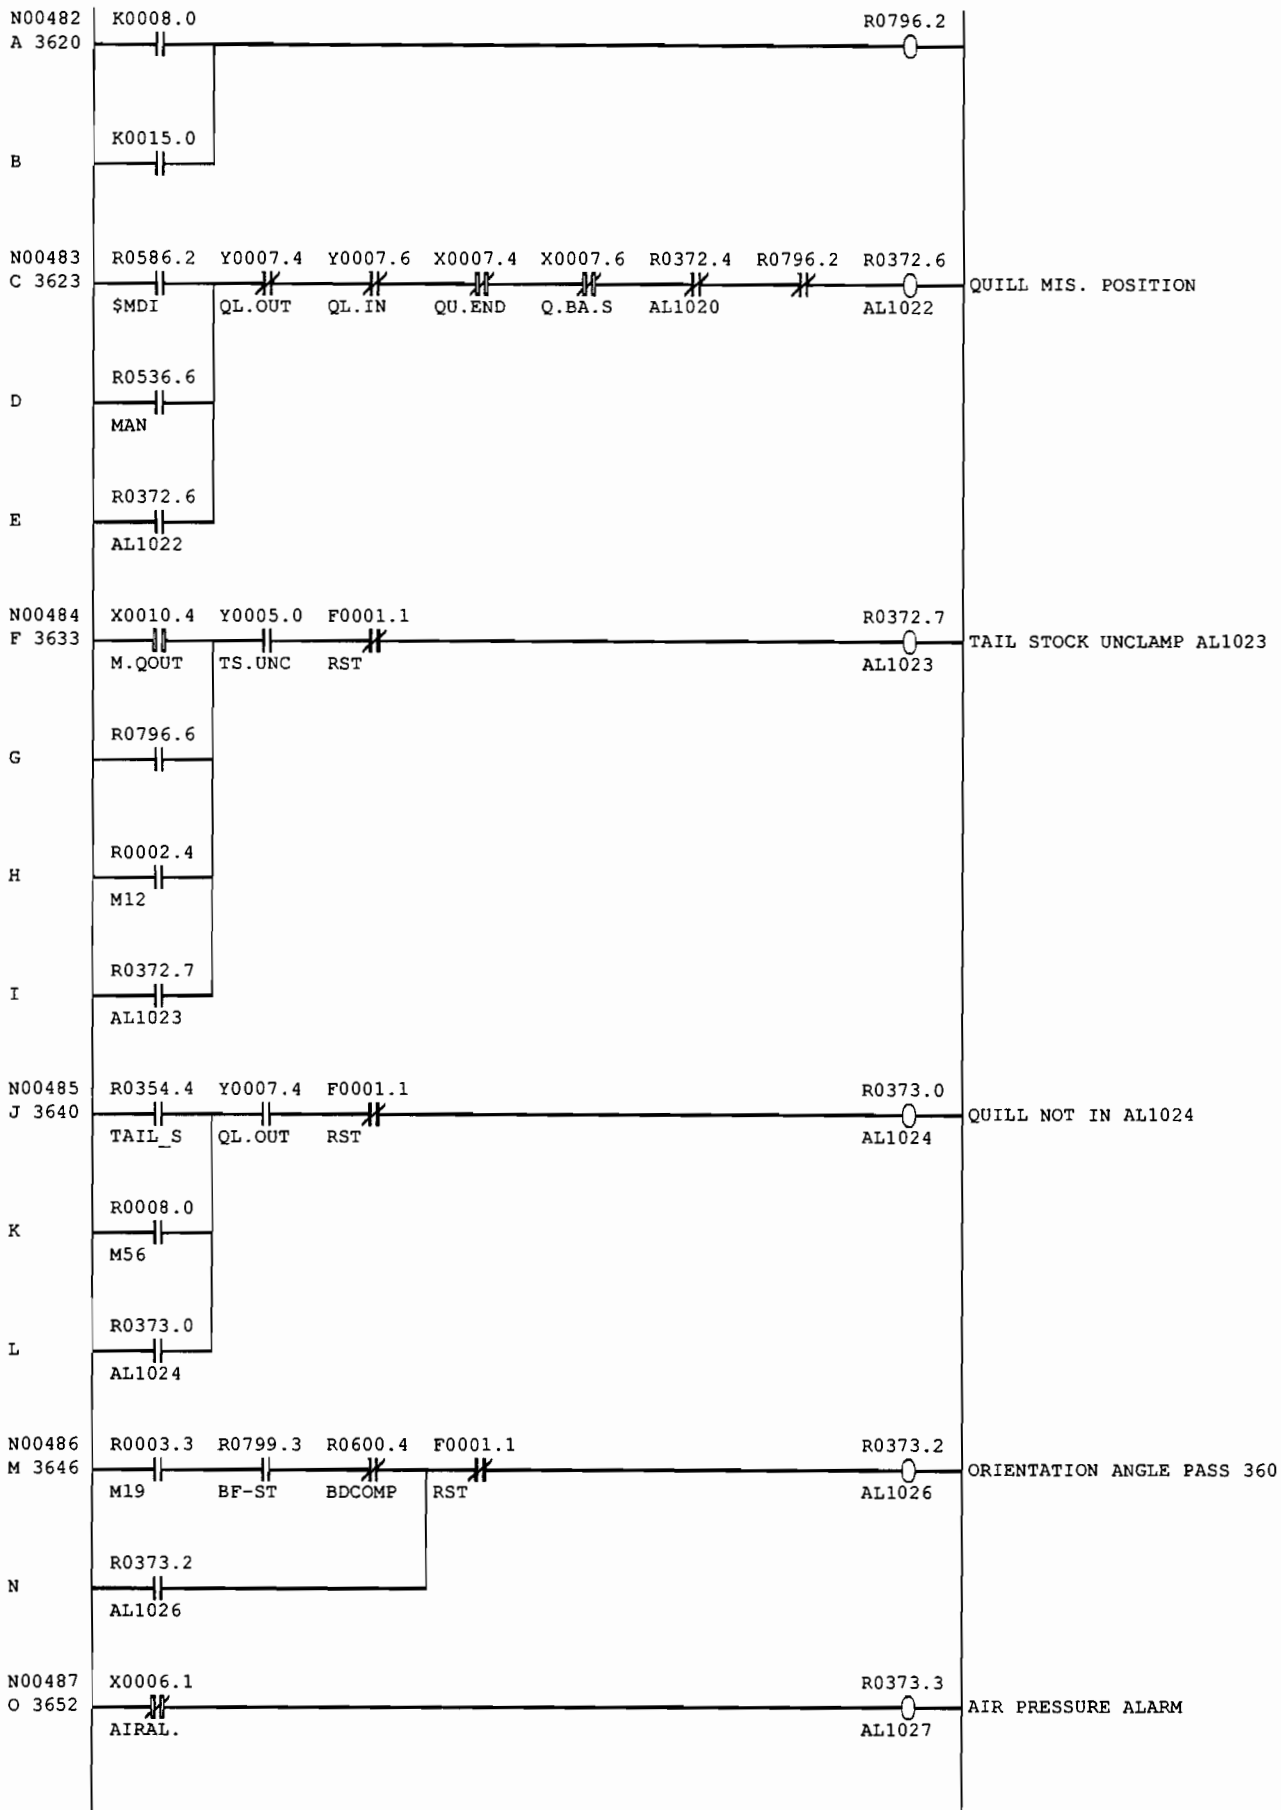 N00482 K0008.0 R0796.2
A 3620
K0015.0
B
N00483 R0586.2 Y0007.4 Y0007.6 X0007.4 X0007.6 R0372.4 R0796.2 R0372.6
C 3623 QUILL MIS. POSITION
$MDI QL.OUT QL.IN QU.END Q.BA.S AL1020 AL1022
R0536.6
D
MAN
R0372.6
E
AL1022
N00484 X0010.4 Y0005.0 F0001.1 R0372.7
F 3633 TAIL STOCK UNCLAMP AL1023
M.QOUT TS.UNC RST AL1023
R0796.6
G
R0002.4
H
M12
R0372.7
I
AL1023
N00485 R0354.4 Y0007.4 F0001.1 R0373.0
J 3640 QUILL NOT IN AL1024
TAIL_S QL.OUT RST AL1024
R0008.0
K
M56
R0373.0
L
AL1024
N00486 R0003.3 R0799.3 R0600.4 F0001.1 R0373.2
M 3646 ORIENTATION ANGLE PASS 360
M19 BF-ST BDCOMP RST AL1026
R0373.2
N
AL1026
N00487 X0006.1 R0373.3
O 3652 AIR PRESSURE ALARM
AIRAL. AL1027